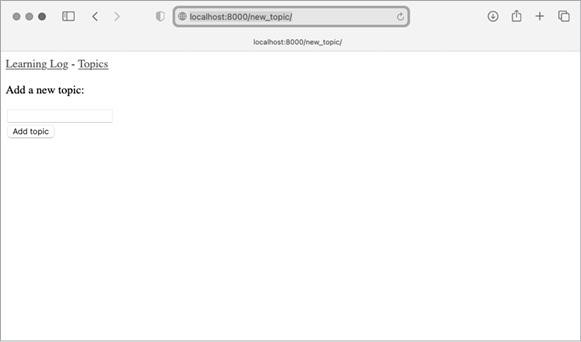 localhost:8000/new_topic/
localhost:8000/new_topic/
Learning Log - Topics
Add a new topic:
Add topic